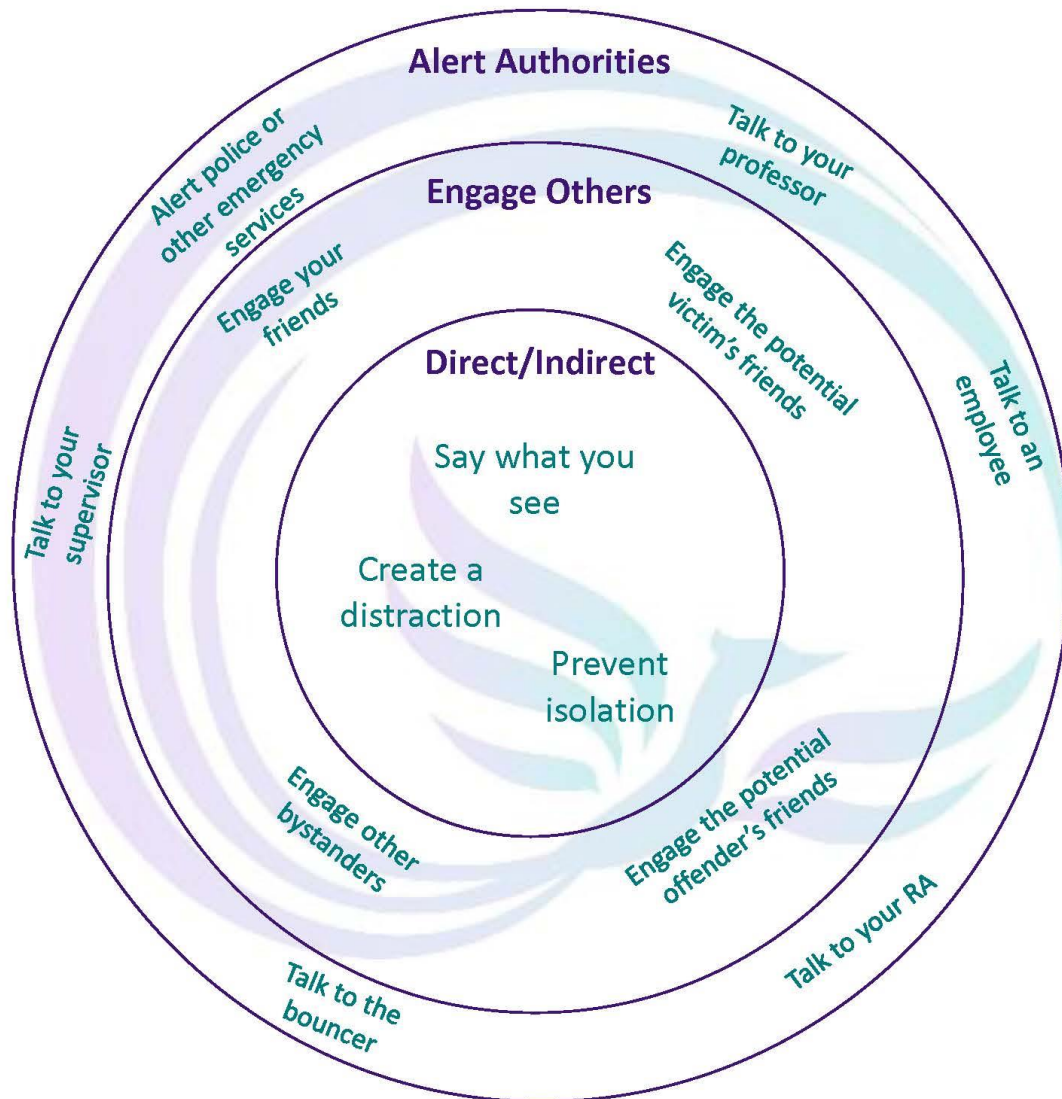 Alert Authorities
Alert police or
other emergency
services
Talk to your
professor
Talk to your
supervisor
Talk to an
employee
Talk to the
bouncer
Talk to your RA
Engage Others
Engage your
friends
Engage the potential
victim's friends
Engage other
bystanders
Engage the potential
offender's friends
Direct/Indirect
Say what you
see
Create a
distraction
Prevent
isolation